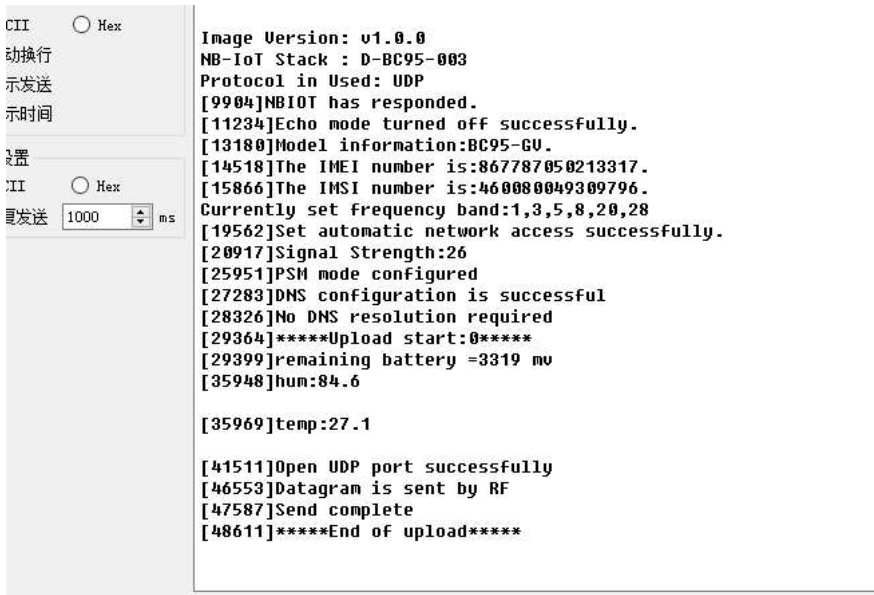 CII Hex
动换行
示发送
示时间
设置
CII Hex
复发送 1000 ms
Image Version: v1.0.0
NB-IoT Stack : D-BC95-003
Protocol in Used: UDP
[9904]NBIOT has responded.
[11234]Echo mode turned off successfully.
[13180]Model information:BC95-GV.
[14518]The IMEI number is:867787050213317.
[15866]The IMSI number is:460080049309796.
Currently set frequency band:1,3,5,8,20,28
[19562]Set automatic network access successfully.
[20917]Signal Strength:26
[25951]PSM mode configured
[27283]DNS configuration is successful
[28326]No DNS resolution required
[29364]*****Upload start:0*****
[29399]remaining battery =3319 mv
[35948]hum:84.6
[35969]temp:27.1
[41511]Open UDP port successfully
[46553]Datagram is sent by RF
[47587]Send complete
[48611]*****End of upload*****